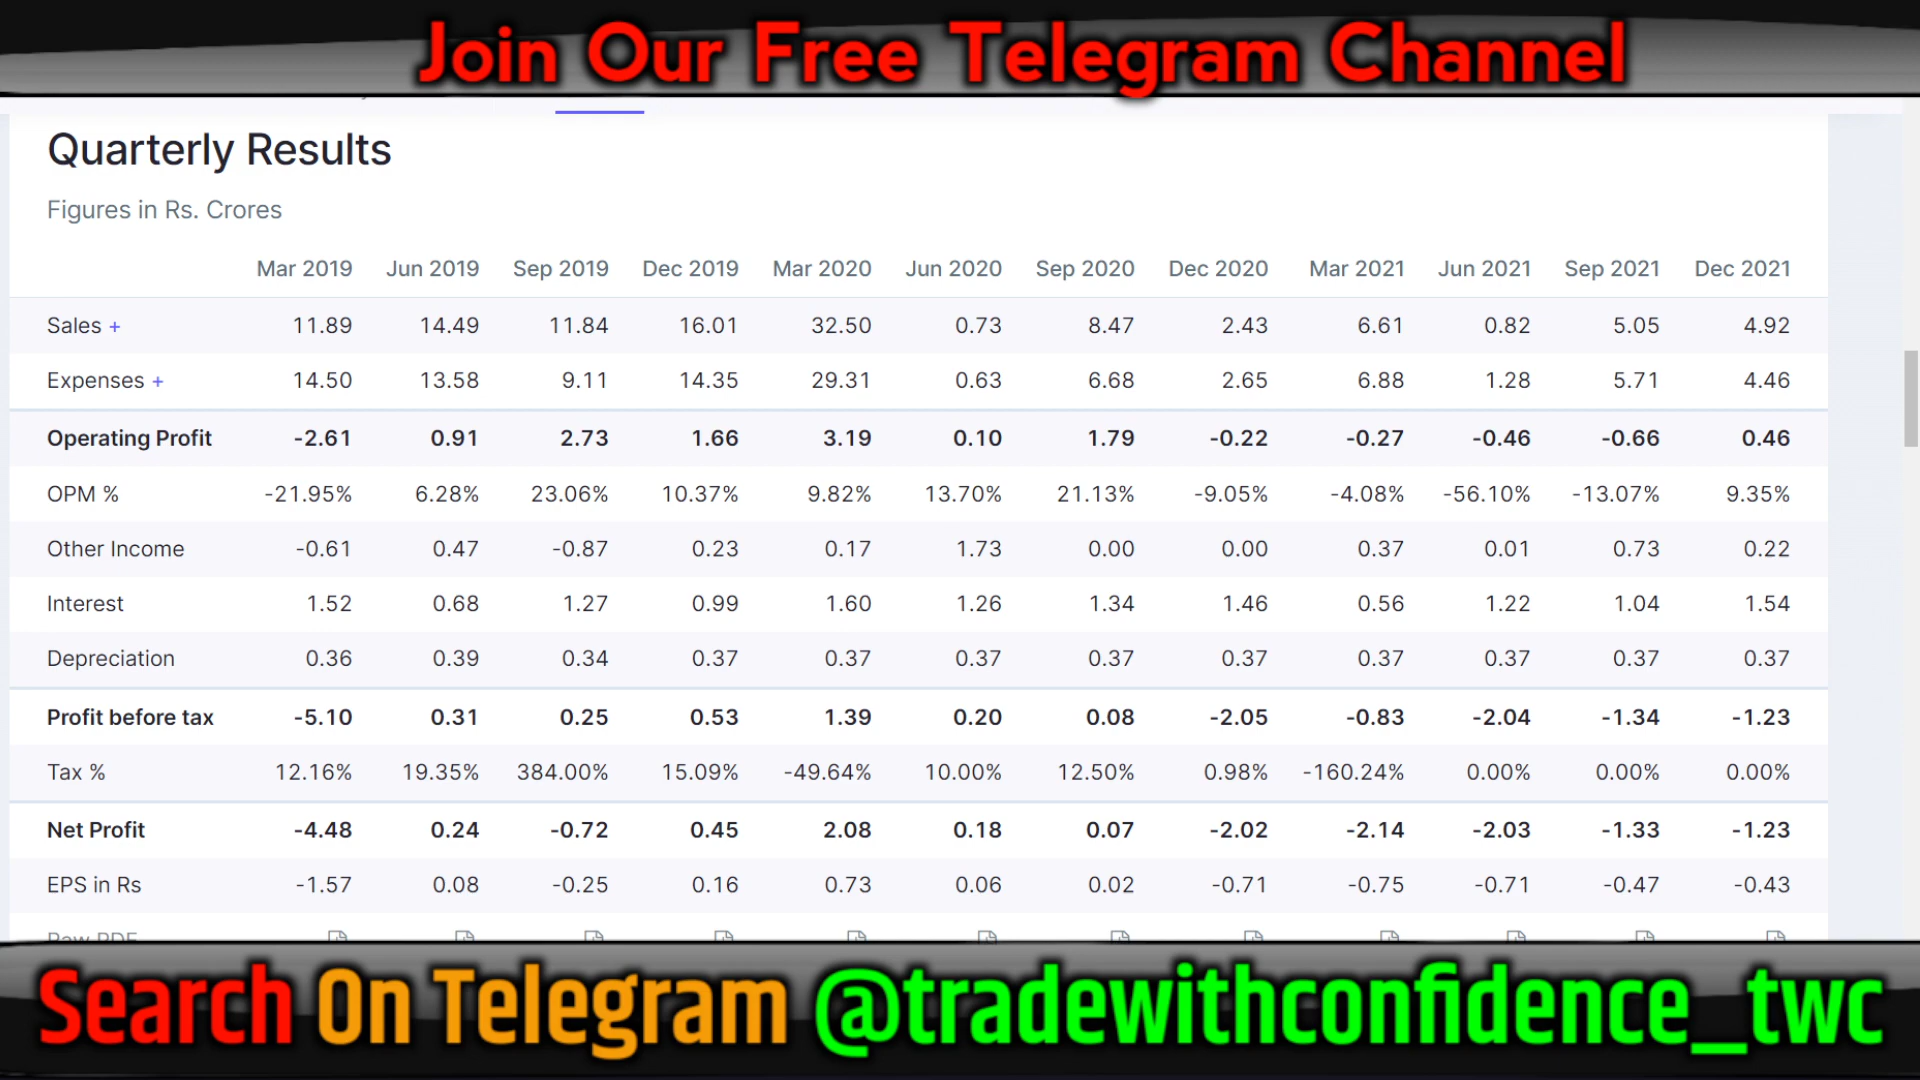 Join Our Free Telegram Channel
Quarterly Results
Figures in Rs. Crores
Mar 2019 Jun 2019 Sep 2019 Dec 2019 Mar 2020 Jun 2020 Sep 2020 Dec 2020 Mar 2021 Jun 2021 Sep 2021 Dec 2021
Sales + 11.89 14.49 11.84 16.01 32.50 0.73 8.47 2.43 6.61 0.82 5.05 4.92
Expenses + 14.50 13.58 9.11 14.35 29.31 0.63 6.68 2.65 6.88 1.28 5.71 4.46
Operating Profit -2.61 0.91 2.73 1.66 3.19 0.10 1.79 -0.22 -0.27 -0.46 -0.66 0.46
OPM % -21.95% 6.28% 23.06% 10.37% 9.82% 13.70% 21.13% -9.05% -4.08% -56.10% -13.07% 9.35%
Other Income -0.61 0.47 -0.87 0.23 0.17 1.73 0.00 0.00 0.37 0.01 0.73 0.22
Interest 1.52 0.68 1.27 0.99 1.60 1.26 1.34 1.46 0.56 1.22 1.04 1.54
Depreciation 0.36 0.39 0.34 0.37 0.37 0.37 0.37 0.37 0.37 0.37 0.37 0.37
Profit before tax -5.10 0.31 0.25 0.53 1.39 0.20 0.08 -2.05 -0.83 -2.04 -1.34 -1.23
Tax % 12.16% 19.35% 384.00% 15.09% -49.64% 10.00% 12.50% 0.98% -160.24% 0.00% 0.00% 0.00%
Net Profit -4.48 0.24 -0.72 0.45 2.08 0.18 0.07 -2.02 -2.14 -2.03 -1.33 -1.23
EPS in Rs -1.57 0.08 -0.25 0.16 0.73 0.06 0.02 -0.71 -0.75 -0.71 -0.47 -0.43
Raw PDF
Search On Telegram @tradewithconfidence_twc